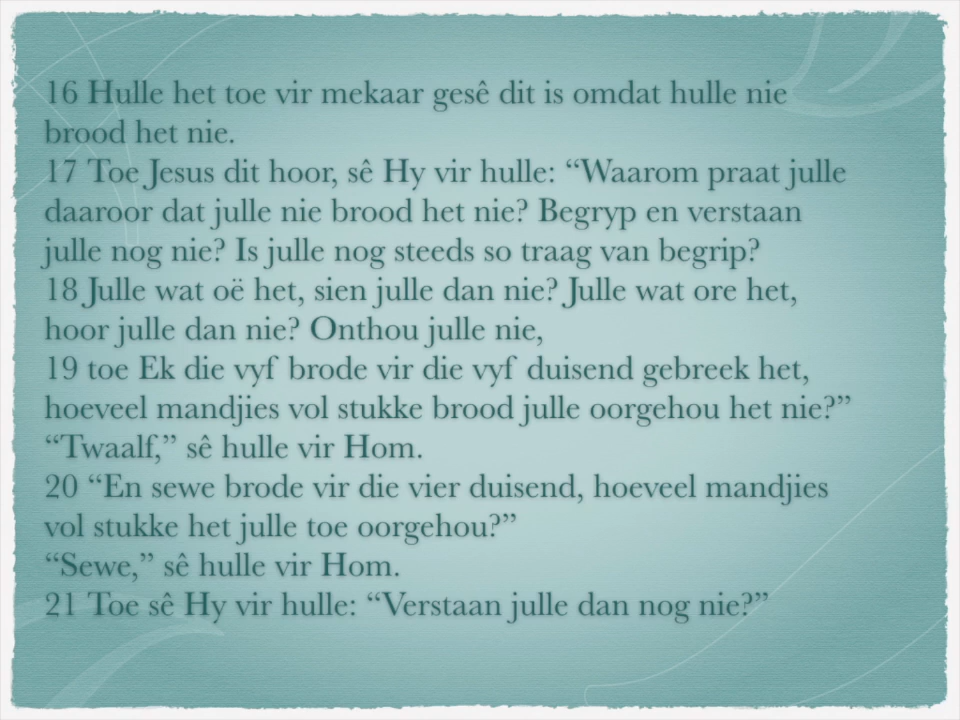 16 Hulle het toe vir mekaar gesê dit is omdat hulle nie
brood het nie.
17 Toe Jesus dit hoor, sê Hy vir hulle: “Waarom praat julle
daaroor dat julle nie brood het nie? Begryp en verstaan
julle nog nie? Is julle nog steeds so traag van begrip?
18 Julle wat oë het, sien julle dan nie? Julle wat ore het,
hoor julle dan nie? Onthou julle nie,
19 toe Ek die vyf brode vir die vyf duisend gebreek het,
hoeveel mandjies vol stukke brood julle oorgehou het nie?”
“Twaalf,” sê hulle vir Hom.
20 “En sewe brode vir die vier duisend, hoeveel mandjies
vol stukke het julle toe oorgehou?”
“Sewe,” sê hulle vir Hom.
21 Toe sê Hy vir hulle: “Verstaan julle dan nog nie?”